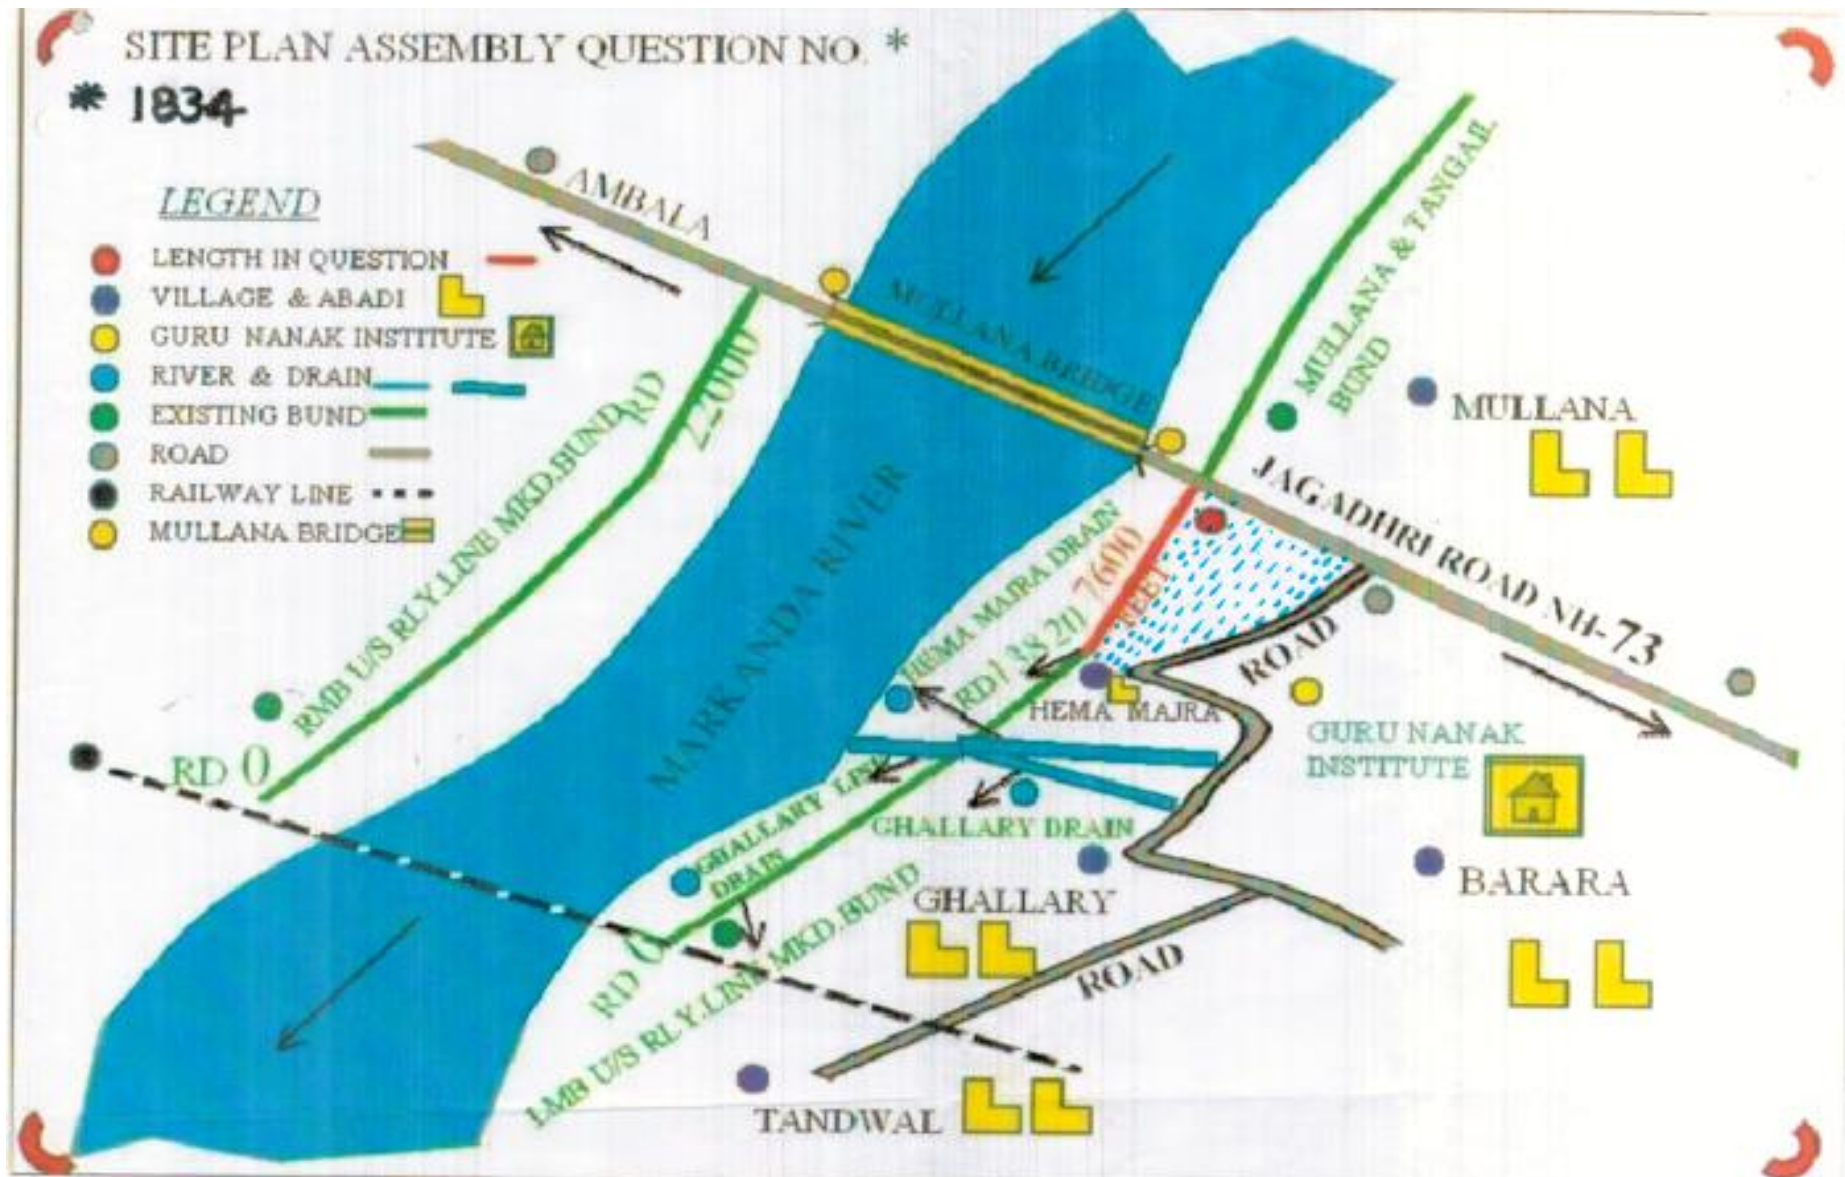 SITE PLAN ASSEMBLY QUESTION NO. *
* 1834
LEGEND
LENGTH IN QUESTION
VILLAGE & ABADI
GURU NANAK INSTITUTE
RIVER & DRAIN
EXISTING BUND
ROAD
RAILWAY LINE
MULLANA BRIDGE
AMBALA
MULLANA BRIDGE
MULLANA & TANGAIL
BUND
MULLANA
JAGADHRI ROAD NH-73
RMB U/S RLY.LINE MKD.BUND
RD
22000
RD 0
MARKANDA RIVER
HEMA MAJRA DRAIN
7600
FEET
RD/13820
HEMA MAJRA
ROAD
GURU NANAK
INSTITUTE
GHALLARY LINK
DRAIN
GHALLARY DRAIN
GHALLARY
BARARA
RD 0
LMB U/S RLY.LINK MKD.BUND
ROAD
TANDWAL